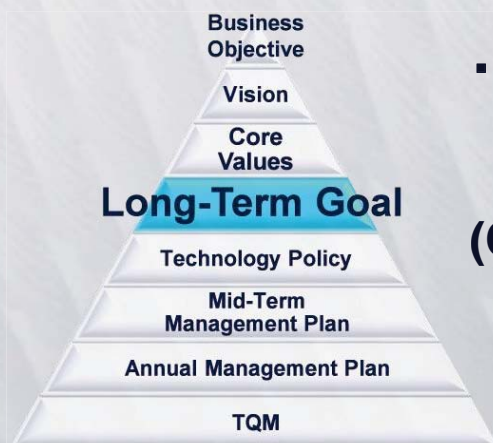 Business
Objective
Vision
Core
Values
Long-Term Goal
Technology Policy
Mid-Term
Management Plan
Annual Management Plan
TQM